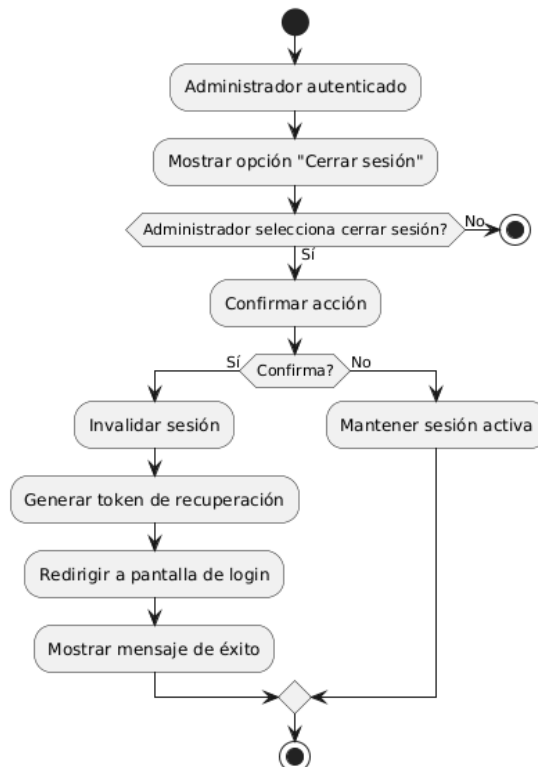 Administrador autenticado
Mostrar opción "Cerrar sesión"
Administrador selecciona cerrar sesión?
No
Sí
Confirmar acción
Sí
Confirma?
No
Invalidar sesión
Mantener sesión activa
Generar token de recuperación
Redirigir a pantalla de login
Mostrar mensaje de éxito